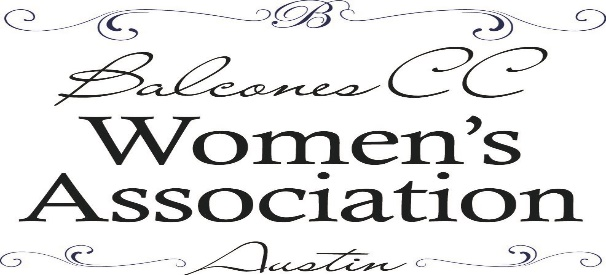 B
Balcones CC
Women's
Association
Austin